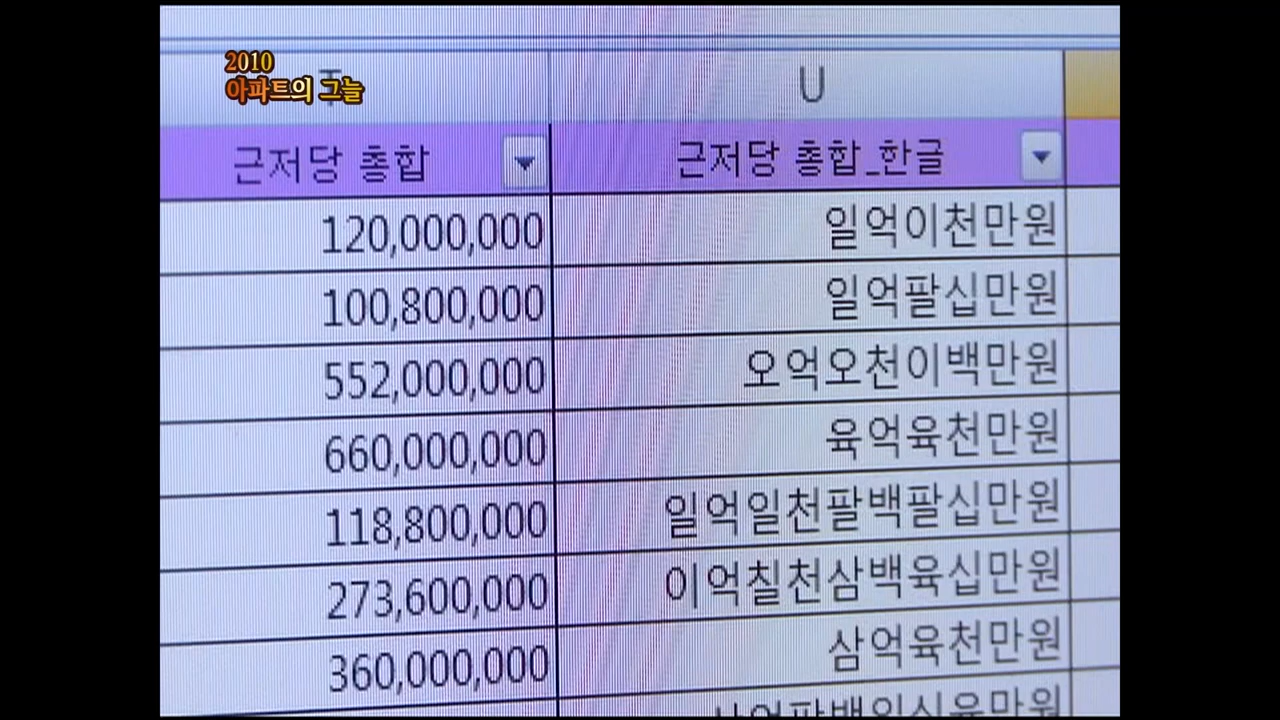 2010
아파트의 그늘
T U
근저당 총합 근저당 총합_한글
120,000,000 일억이천만원
100,800,000 일억팔십만원
552,000,000 오억오천이백만원
660,000,000 육억육천만원
118,800,000 일억일천팔백팔십만원
273,600,000 이억칠천삼백육십만원
360,000,000 삼억육천만원